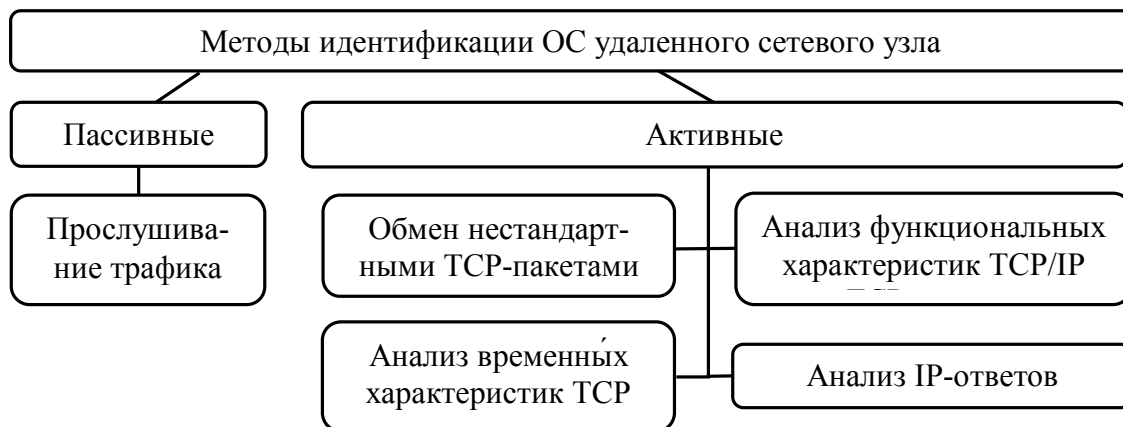 Методы идентификации ОС удаленного сетевого узла
Пассивные
Активные
Прослушива-
ние трафика
Обмен нестандарт-
ными TCP-пакетами
Анализ функциональных
характеристик TCP/IP
Анализ временны́х
характеристик TCP
Анализ IP-ответов